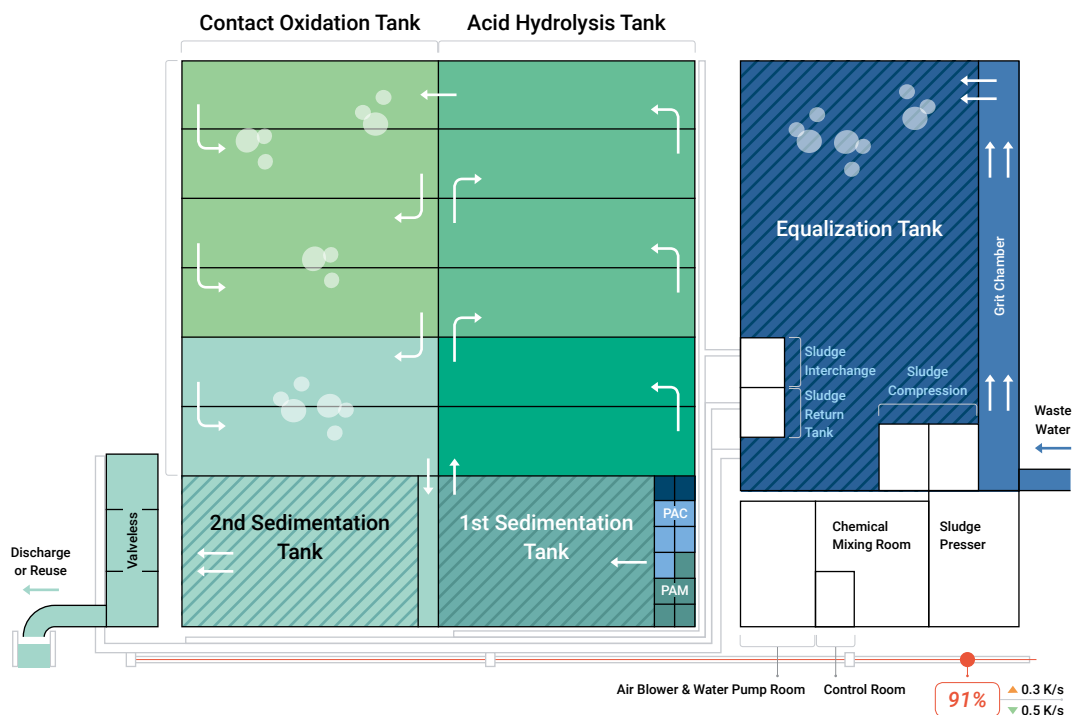 Contact Oxidation Tank
Acid Hydrolysis Tank
Equalization Tank
Grit Chamber
Sludge
Interchange
Sludge
Return
Tank
Sludge
Compression
Waste
Water
2nd Sedimentation
Tank
1st Sedimentation
Tank
PAC
PAM
Valveless
Discharge
or Reuse
Chemical
Mixing Room
Sludge
Presser
Air Blower & Water Pump Room
Control Room
91%
0.3 K/s
0.5 K/s